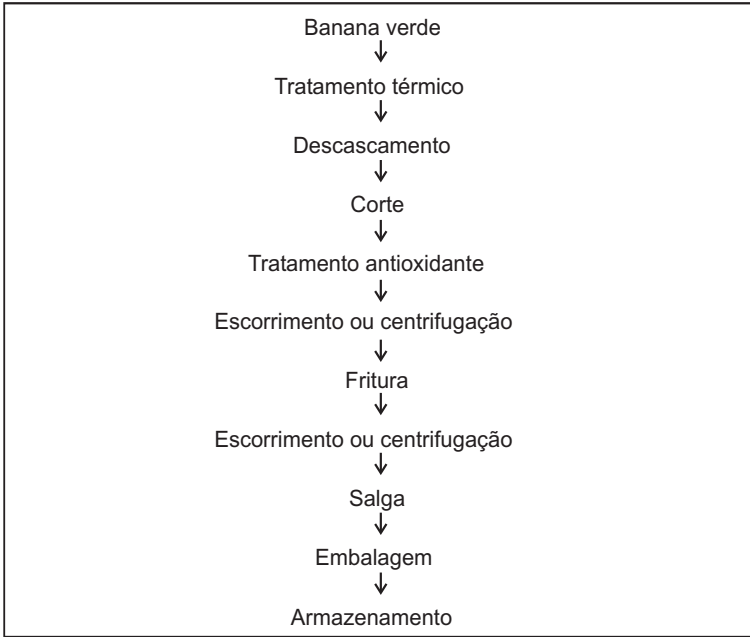 Banana verde
Tratamento térmico
Descascamento
Corte
Tratamento antioxidante
Escorrimento ou centrifugação
Fritura
Escorrimento ou centrifugação
Salga
Embalagem
Armazenamento